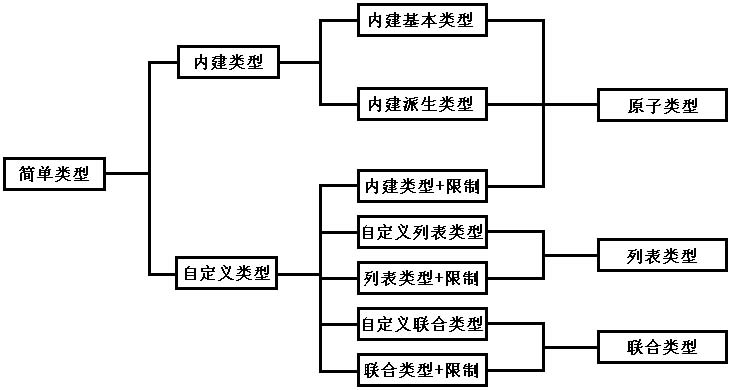 内建基本类型
内建类型
内建派生类型
原子类型
简单类型
内建类型+限制
自定义列表类型
列表类型
自定义类型
列表类型+限制
自定义联合类型
联合类型
联合类型+限制